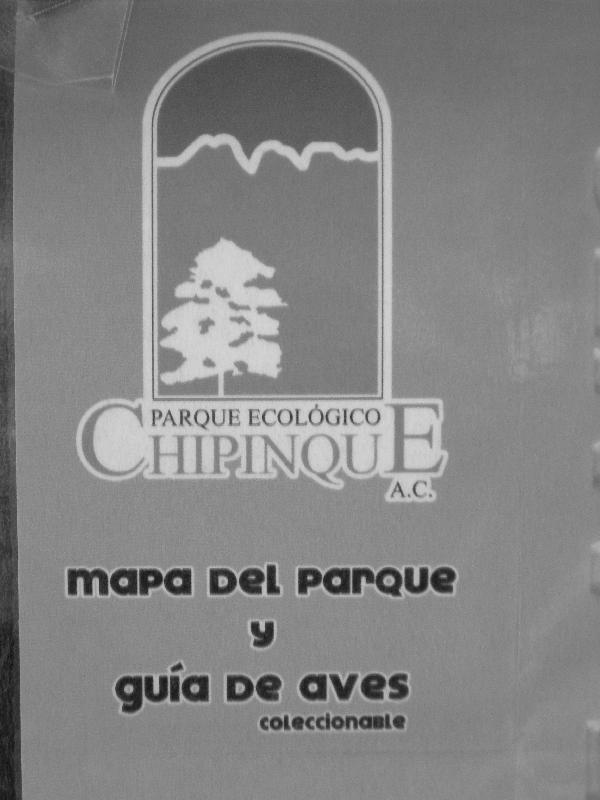 PARQUE ECOLÓGICO
CHIPINQUE
A.C.
mapa del parque
y
guía de aves
coleccionable